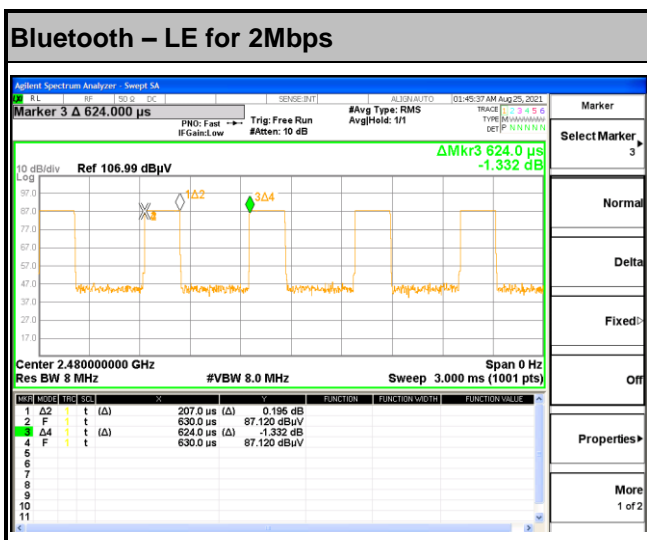 Bluetooth – LE for 2Mbps
Agilent Spectrum Analyzer - Swept SA
RL RF 50 Ω DC SENSE:INT ALIGNAUTO 01:45:37 AM Aug 25, 2021
Marker 3 Δ 624.000 µs
PNO: Fast
IFGain:Low
Trig: Free Run
#Atten: 10 dB
#Avg Type: RMS
Avg|Hold: 1/1
TRACE 1 2 3 4 5 6
TYPE M
DET P N N N N N
ΔMkr3 624.0 µs
-1.332 dB
10 dB/div Ref 106.99 dBµV
Log
97.0
87.0
77.0
67.0
57.0
47.0
37.0
27.0
17.0
1Δ2
3Δ4
Center 2.480000000 GHz Span 0 Hz
Res BW 8 MHz #VBW 8.0 MHz Sweep 3.000 ms (1001 pts)
MKR MODE TRC SCL X Y FUNCTION FUNCTION WIDTH FUNCTION VALUE
1 Δ2 1 t (Δ) 207.0 µs (Δ) 0.195 dB
2 F 1 t 630.0 µs 87.120 dBµV
3 Δ4 1 t (Δ) 624.0 µs (Δ) -1.332 dB
4 F 1 t 630.0 µs 87.120 dBµV
5
6
7
8
9
10
11
Marker
Select Marker
3
Normal
Delta
Fixed
Off
Properties
More
1 of 2